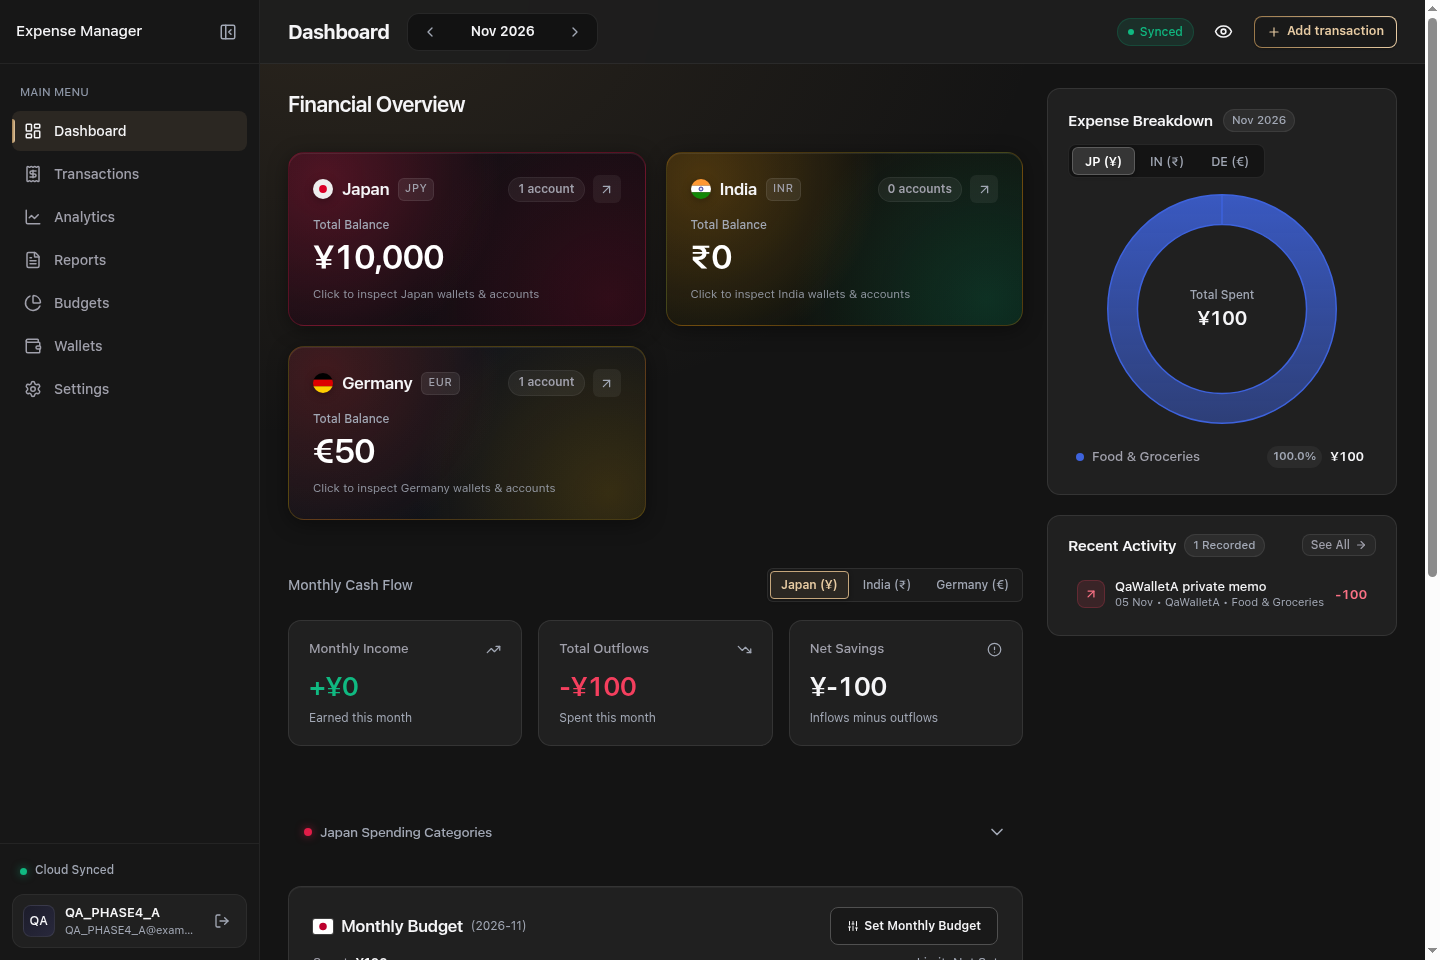 Expense Manager
MAIN MENU
Dashboard
Transactions
Analytics
Reports
Budgets
Wallets
Settings
Cloud Synced
QA
QA_PHASE4_A
QA_PHASE4_A@exam...
Dashboard
Nov 2026
Synced
Add transaction
Financial Overview
Japan JPY 1 account
Total Balance
¥10,000
Click to inspect Japan wallets & accounts
India INR 0 accounts
Total Balance
₹0
Click to inspect India wallets & accounts
Germany EUR 1 account
Total Balance
€50
Click to inspect Germany wallets & accounts
Monthly Cash Flow
Japan (¥) India (₹) Germany (€)
Monthly Income
+¥0
Earned this month
Total Outflows
-¥100
Spent this month
Net Savings
¥-100
Inflows minus outflows
Japan Spending Categories
Monthly Budget (2026-11)
Set Monthly Budget
Expense Breakdown Nov 2026
JP (¥) IN (₹) DE (€)
Total Spent
¥100
Food & Groceries 100.0% ¥100
Recent Activity 1 Recorded See All →
QaWalletA private memo
05 Nov • QaWalletA • Food & Groceries
-100